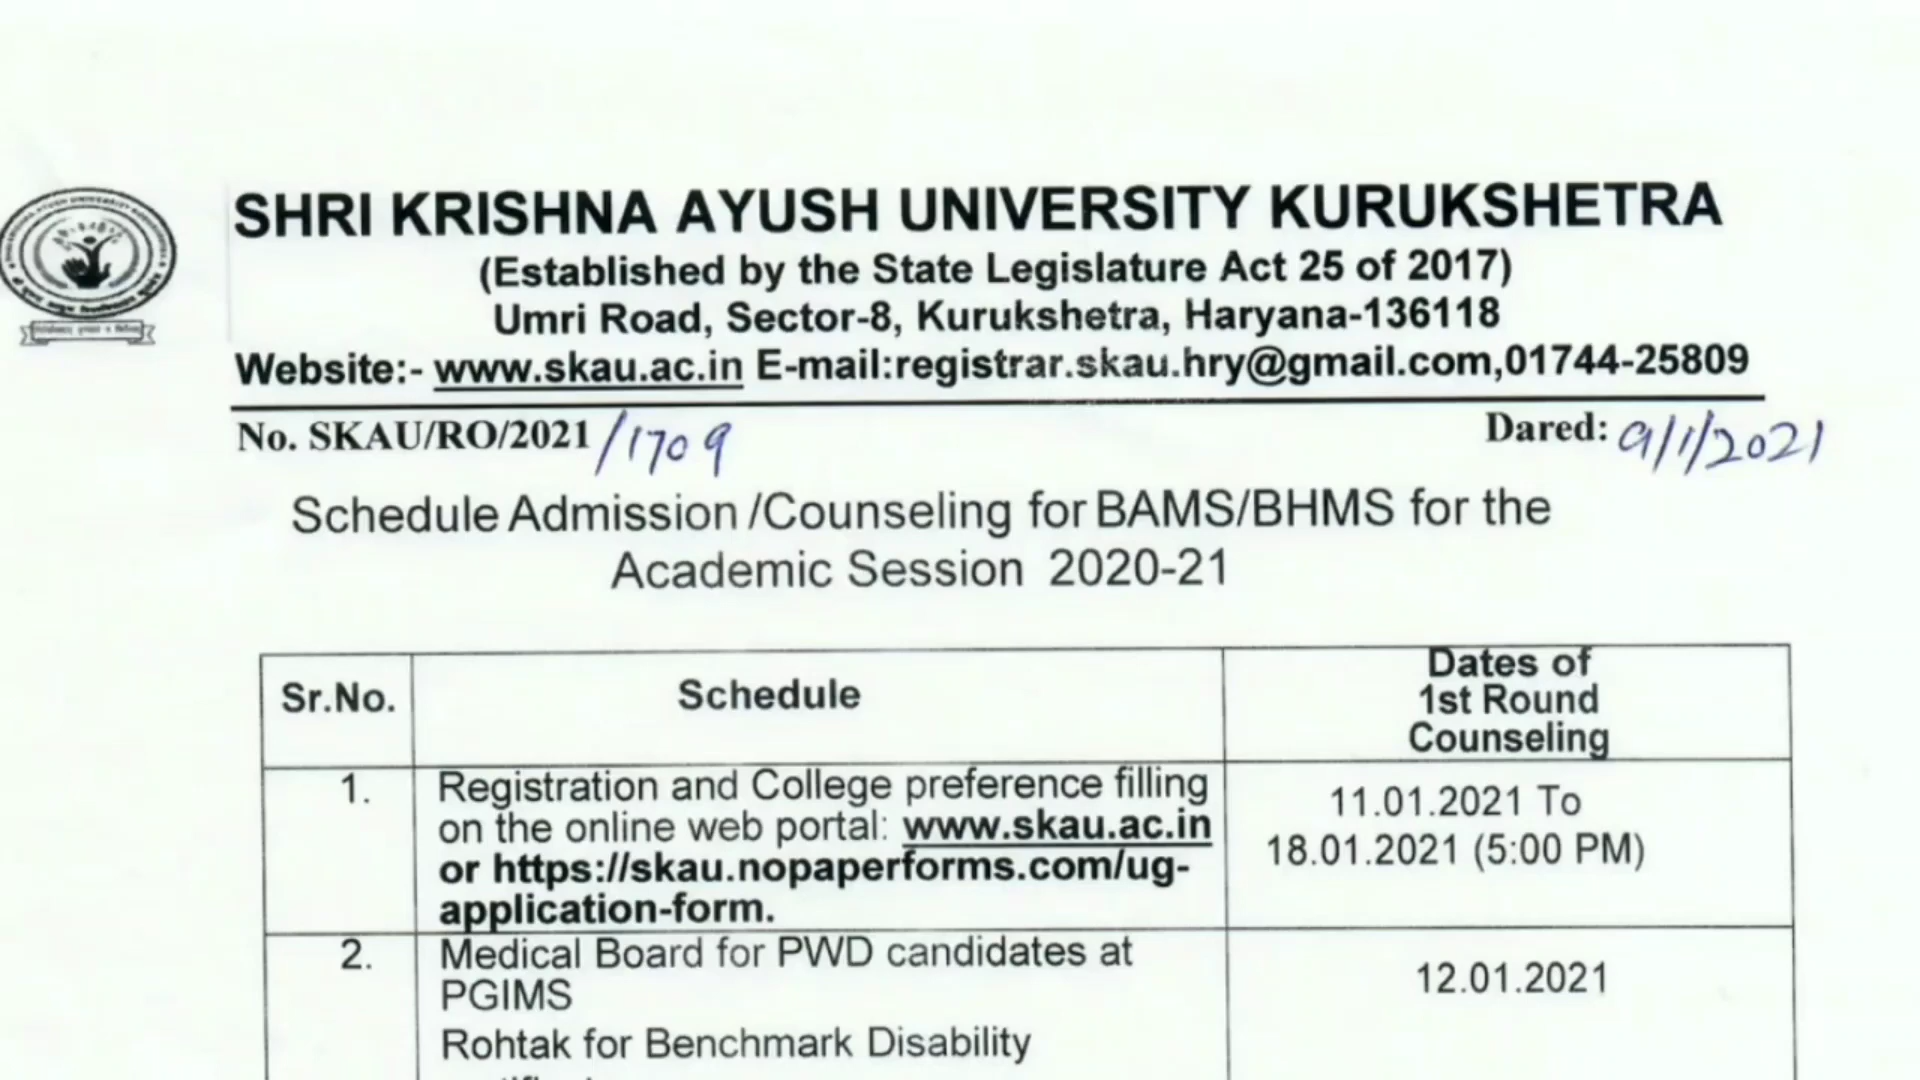 SHRI KRISHNA AYUSH UNIVERSITY KURUKSHETRA
(Established by the State Legislature Act 25 of 2017)
Umri Road, Sector-8, Kurukshetra, Haryana-136118
Website:- www.skau.ac.in E-mail:registrar.skau.hry@gmail.com,01744-25809
No. SKAU/RO/2021/1709 Dared: 9/1/2021
Schedule Admission /Counseling for BAMS/BHMS for the
Academic Session 2020-21
Sr.No. Schedule Dates of
1st Round
Counseling
1. Registration and College preference filling
on the online web portal: www.skau.ac.in
or https://skau.nopaperforms.com/ug-
application-form.
11.01.2021 To
18.01.2021 (5:00 PM)
2. Medical Board for PWD candidates at
PGIMS
Rohtak for Benchmark Disability
12.01.2021